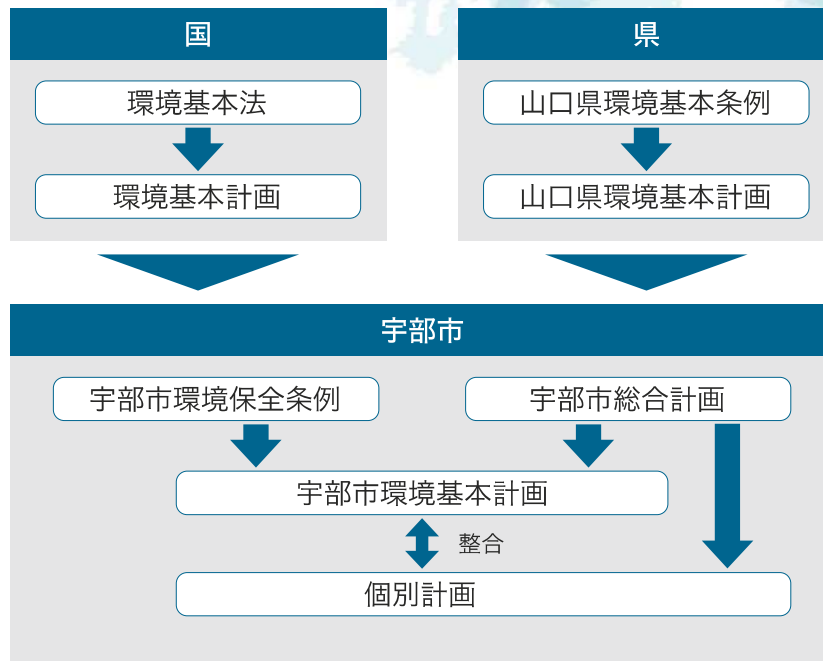 国
環境基本法
環境基本計画
県
山口県環境基本条例
山口県環境基本計画
宇部市
宇部市環境保全条例
宇部市総合計画
宇部市環境基本計画
整合
個別計画